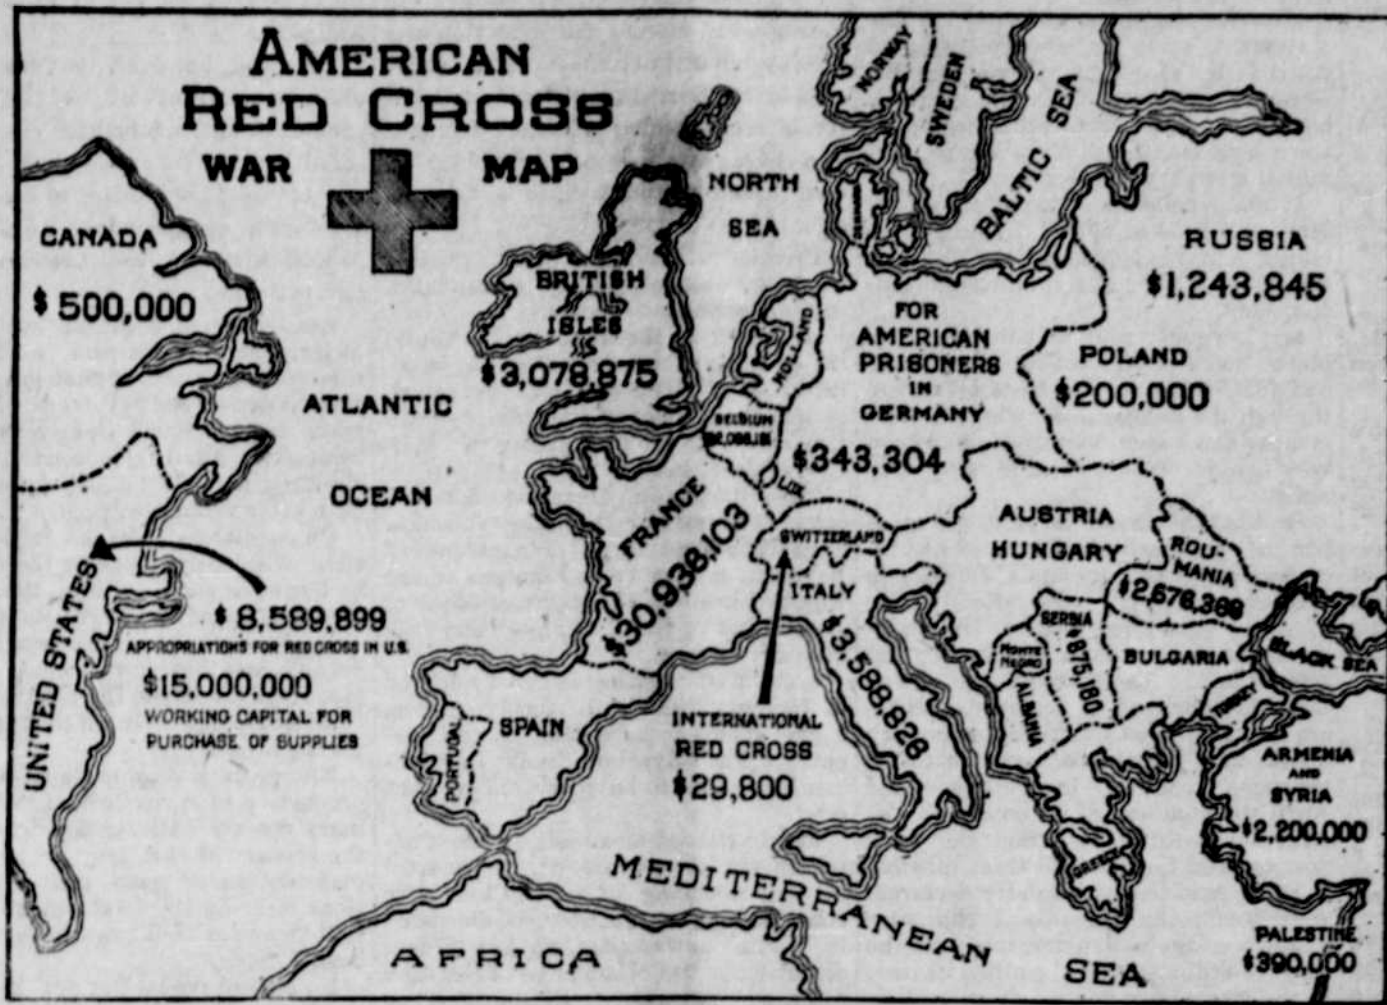 AMERICAN
RED CROSS
WAR MAP
CANADA
$500,000
ATLANTIC
OCEAN
UNITED STATES
$8,589,899
APPROPRIATIONS FOR RED CROSS IN U.S.
$15,000,000
WORKING CAPITAL FOR
PURCHASE OF SUPPLIES
BRITISH
ISLES
$3,078,875
NORTH
SEA
NORWAY
SWEDEN
BALTIC SEA
RUSSIA
$1,243,845
HOLLAND
FOR
AMERICAN
PRISONERS
IN
GERMANY
$343,304
POLAND
$200,000
BELGIUM
LUX.
FRANCE
$30,938,103
SWITZERLAND
AUSTRIA
HUNGARY
ROU-
MANIA
ITALY
$3,588,826
SERBIA
$875,180
MONTE
NEGRO
ALBANIA
BULGARIA
BLACK SEA
TURKEY
GREECE
PORTUGAL
SPAIN
INTERNATIONAL
RED CROSS
$29,800
ARMENIA
AND
SYRIA
$2,200,000
MEDITERRANEAN SEA
AFRICA
PALESTINE
$390,000